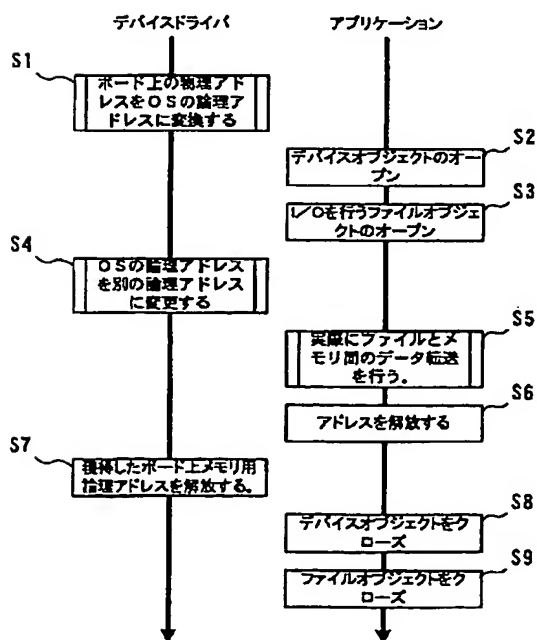 デバイスドライバ
アプリケーション
S1
ボード上の物理アド
レスをOSの論理ア
ドレスに変換する
S2
デバイスオブジェクトのオー
プン
S3
I/Oを行うファイルオブジェ
クトのオープン
S4
OSの論理アドレス
を別の論理アドレス
に変更する
S5
実際にファイルとメ
モリ間のデータ転送
を行う。
S6
アドレスを解放する
S7
獲得したボード上メモリ用
論理アドレスを解放する。
S8
デバイスオブジェクトをク
ローズ
S9
ファイルオブジェクトをク
ローズ